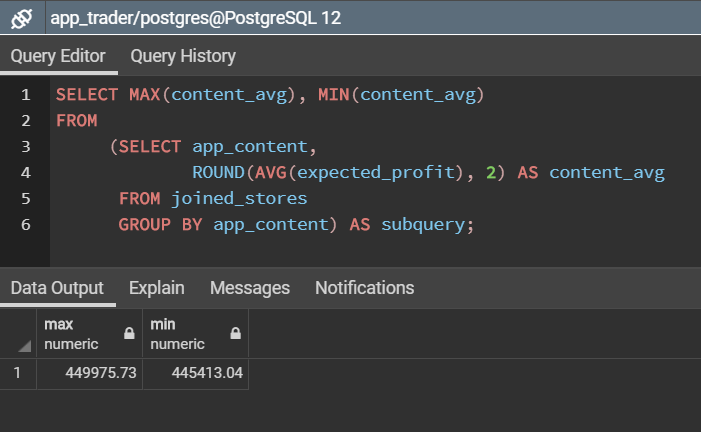 app_trader/postgres@PostgreSQL 12
Query Editor Query History
1 SELECT MAX(content_avg), MIN(content_avg)
2 FROM
3 (SELECT app_content,
4 ROUND(AVG(expected_profit), 2) AS content_avg
5 FROM joined_stores
6 GROUP BY app_content) AS subquery;
Data Output Explain Messages Notifications
max min
numeric numeric
1 449975.73 445413.04